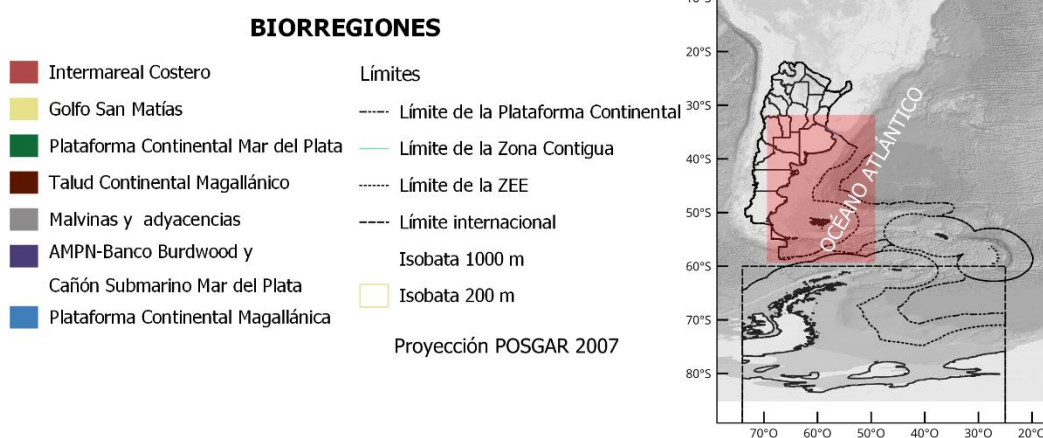 BIORREGIONES
Intermareal Costero
Golfo San Matías
Plataforma Continental Mar del Plata
Talud Continental Magallánico
Malvinas y adyacencias
AMPN-Banco Burdwood y
Cañón Submarino Mar del Plata
Plataforma Continental Magallánica
Límites
Límite de la Plataforma Continental
Límite de la Zona Contigua
Límite de la ZEE
Límite internacional
Isobata 1000 m
Isobata 200 m
Proyección POSGAR 2007
10°S
20°S
30°S
40°S
50°S
60°S
70°S
80°S
OCÉANO ATLÁNTICO
70°O 60°O 50°O 40°O 30°O 20°O